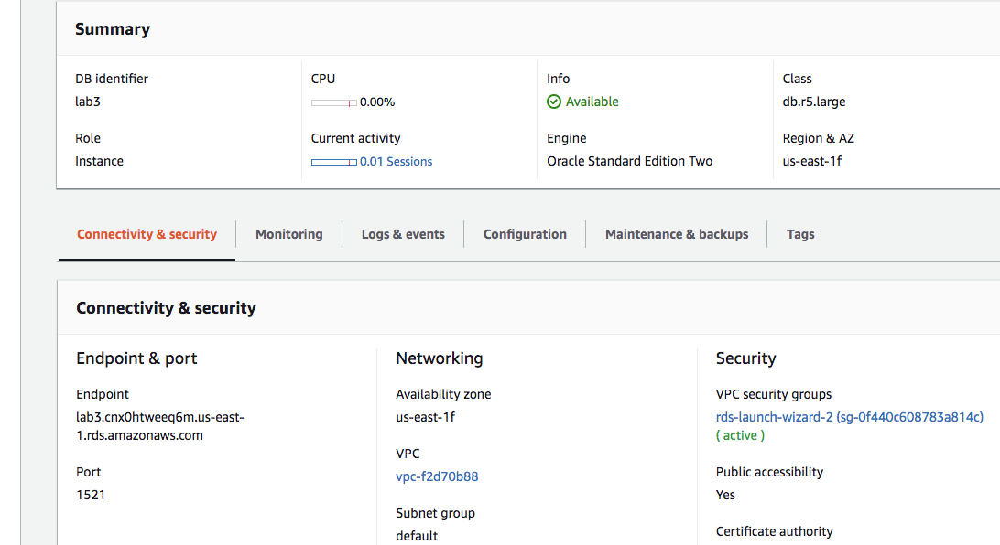 Summary
DB identifier
lab3
CPU
0.00%
Info
Available
Class
db.r5.large
Role
Instance
Current activity
0.01 Sessions
Engine
Oracle Standard Edition Two
Region & AZ
us-east-1f
Connectivity & security
Monitoring
Logs & events
Configuration
Maintenance & backups
Tags
Connectivity & security
Endpoint & port
Endpoint
lab3.cnx0htweeq6m.us-east-
1.rds.amazonaws.com
Port
1521
Networking
Availability zone
us-east-1f
VPC
vpc-f2d70b88
Subnet group
default
Security
VPC security groups
rds-launch-wizard-2 (sg-0f440c608783a814c)
( active )
Public accessibility
Yes
Certificate authority